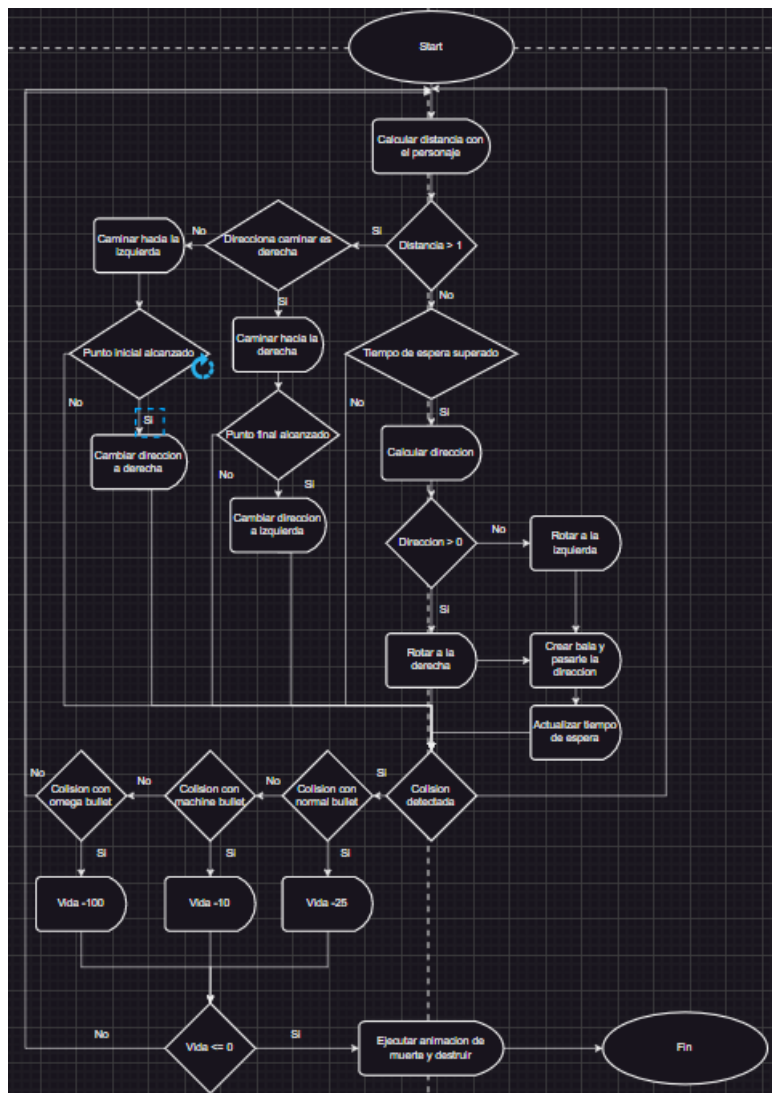 Start
Calcular distancia con
el personaje
Distancia > 1
Si
Direcciona caminar es
derecha
No
Caminar hacia la
izquierda
No
Si
Punto inicial alcanzado
Caminar hacia la
derecha
Tiempo de espera superado
No
Si
No
Si
Cambiar direccion
a derecha
Punto final alcanzado
Calcular direccion
No
Si
Cambiar direccion
a izquierda
Direccion > 0
No
Rotar a la
izquierda
Si
Rotar a la
derecha
Crear bala y
pasarle la
direccion
Actualizar tiempo
de espera
No
Colision con
omega bullet
No
Colision con
machine bullet
No
Colision con
normal bullet
Si
Colision
detectada
Si
Si
Si
Vida -100
Vida -10
Vida -25
No
Vida <= 0
Si
Ejecutar animacion de
muerte y destruir
Fin